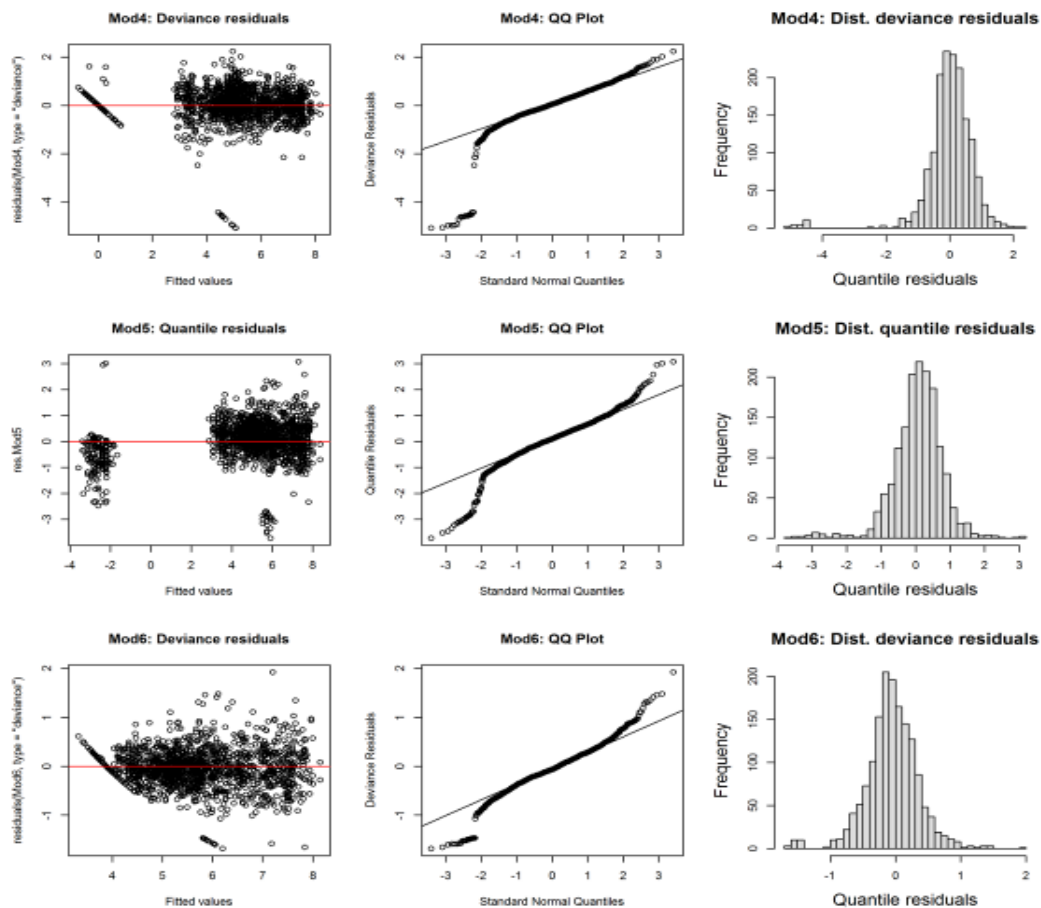 Mod4: Deviance residuals
Mod4: QQ Plot
Mod4: Dist. deviance residuals
residuals(Mod4, type = "deviance")
2
0
-2
-4
0 2 4 6 8
Fitted values
Deviance Residuals
2
0
-2
-4
-3 -2 -1 0 1 2 3
Standard Normal Quantiles
Frequency
200
150
100
50
0
-4 -2 0 2
Quantile residuals
Mod5: Quantile residuals
Mod5: QQ Plot
Mod5: Dist. quantile residuals
res.Mod5
3
2
1
0
-1
-2
-3
-4 -2 0 2 4 6 8
Fitted values
Quantile Residuals
3
2
1
0
-1
-2
-3
-3 -2 -1 0 1 2 3
Standard Normal Quantiles
Frequency
200
150
100
50
0
-4 -3 -2 -1 0 1 2 3
Quantile residuals
Mod6: Deviance residuals
Mod6: QQ Plot
Mod6: Dist. deviance residuals
residuals(Mod6, type = "deviance")
2
1
0
-1
4 5 6 7 8
Fitted values
Deviance Residuals
2
1
0
-1
-3 -2 -1 0 1 2 3
Standard Normal Quantiles
Frequency
200
150
100
50
0
-1 0 1 2
Quantile residuals